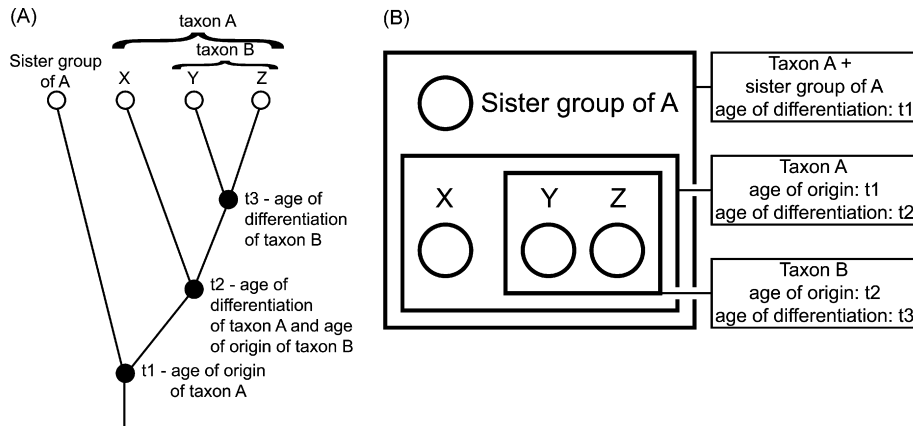 (A)
taxon A
taxon B
Sister group
of A
X
Y
Z
t3 - age of
differentiation
of taxon B
t2 - age of
differentiation
of taxon A and age
of origin of taxon B
t1 - age of origin
of taxon A
(B)
Sister group of A
X
Y
Z
Taxon A +
sister group of A
age of differentiation: t1
Taxon A
age of origin: t1
age of differentiation: t2
Taxon B
age of origin: t2
age of differentiation: t3